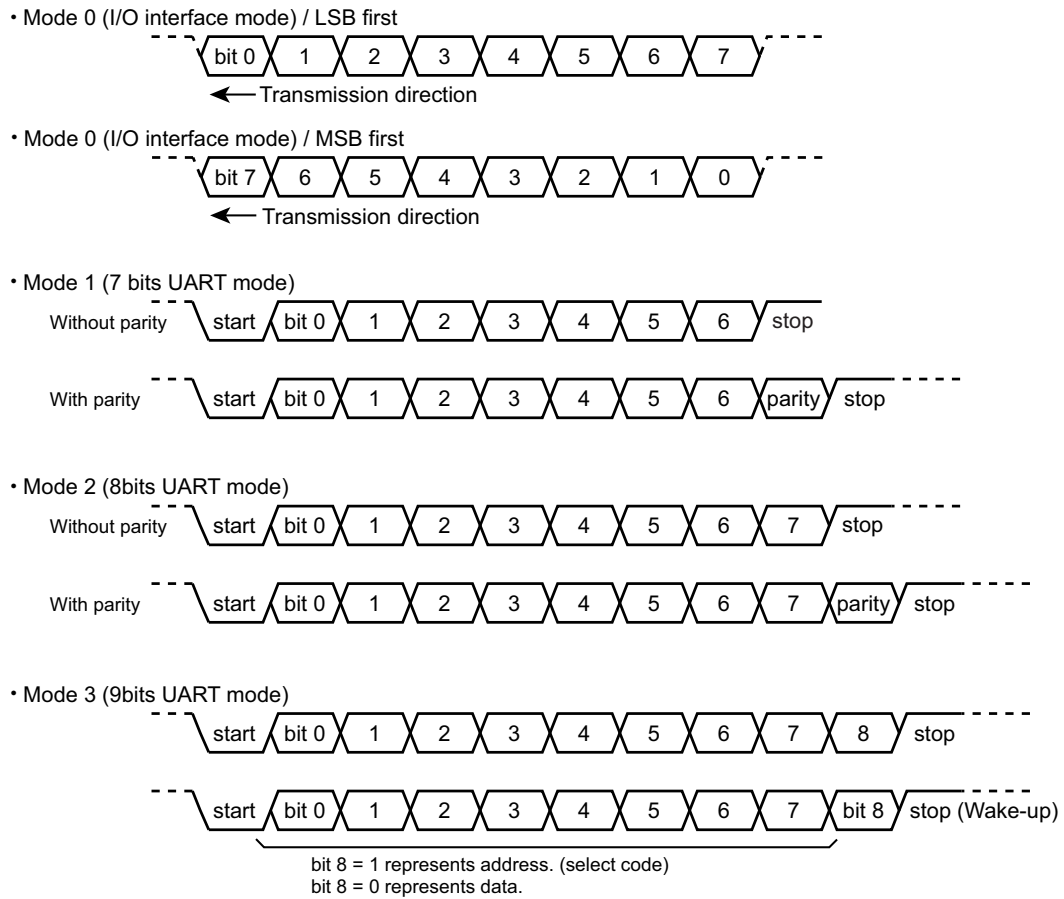 ・Mode 0 (I/O interface mode) / LSB first
bit 0 1 2 3 4 5 6 7
Transmission direction
・Mode 0 (I/O interface mode) / MSB first
bit 7 6 5 4 3 2 1 0
Transmission direction
・Mode 1 (7 bits UART mode)
Without parity start bit 0 1 2 3 4 5 6 stop
With parity start bit 0 1 2 3 4 5 6 parity stop
・Mode 2 (8bits UART mode)
Without parity start bit 0 1 2 3 4 5 6 7 stop
With parity start bit 0 1 2 3 4 5 6 7 parity stop
・Mode 3 (9bits UART mode)
start bit 0 1 2 3 4 5 6 7 8 stop
start bit 0 1 2 3 4 5 6 7 bit 8 stop (Wake-up)
bit 8 = 1 represents address. (select code)
bit 8 = 0 represents data.